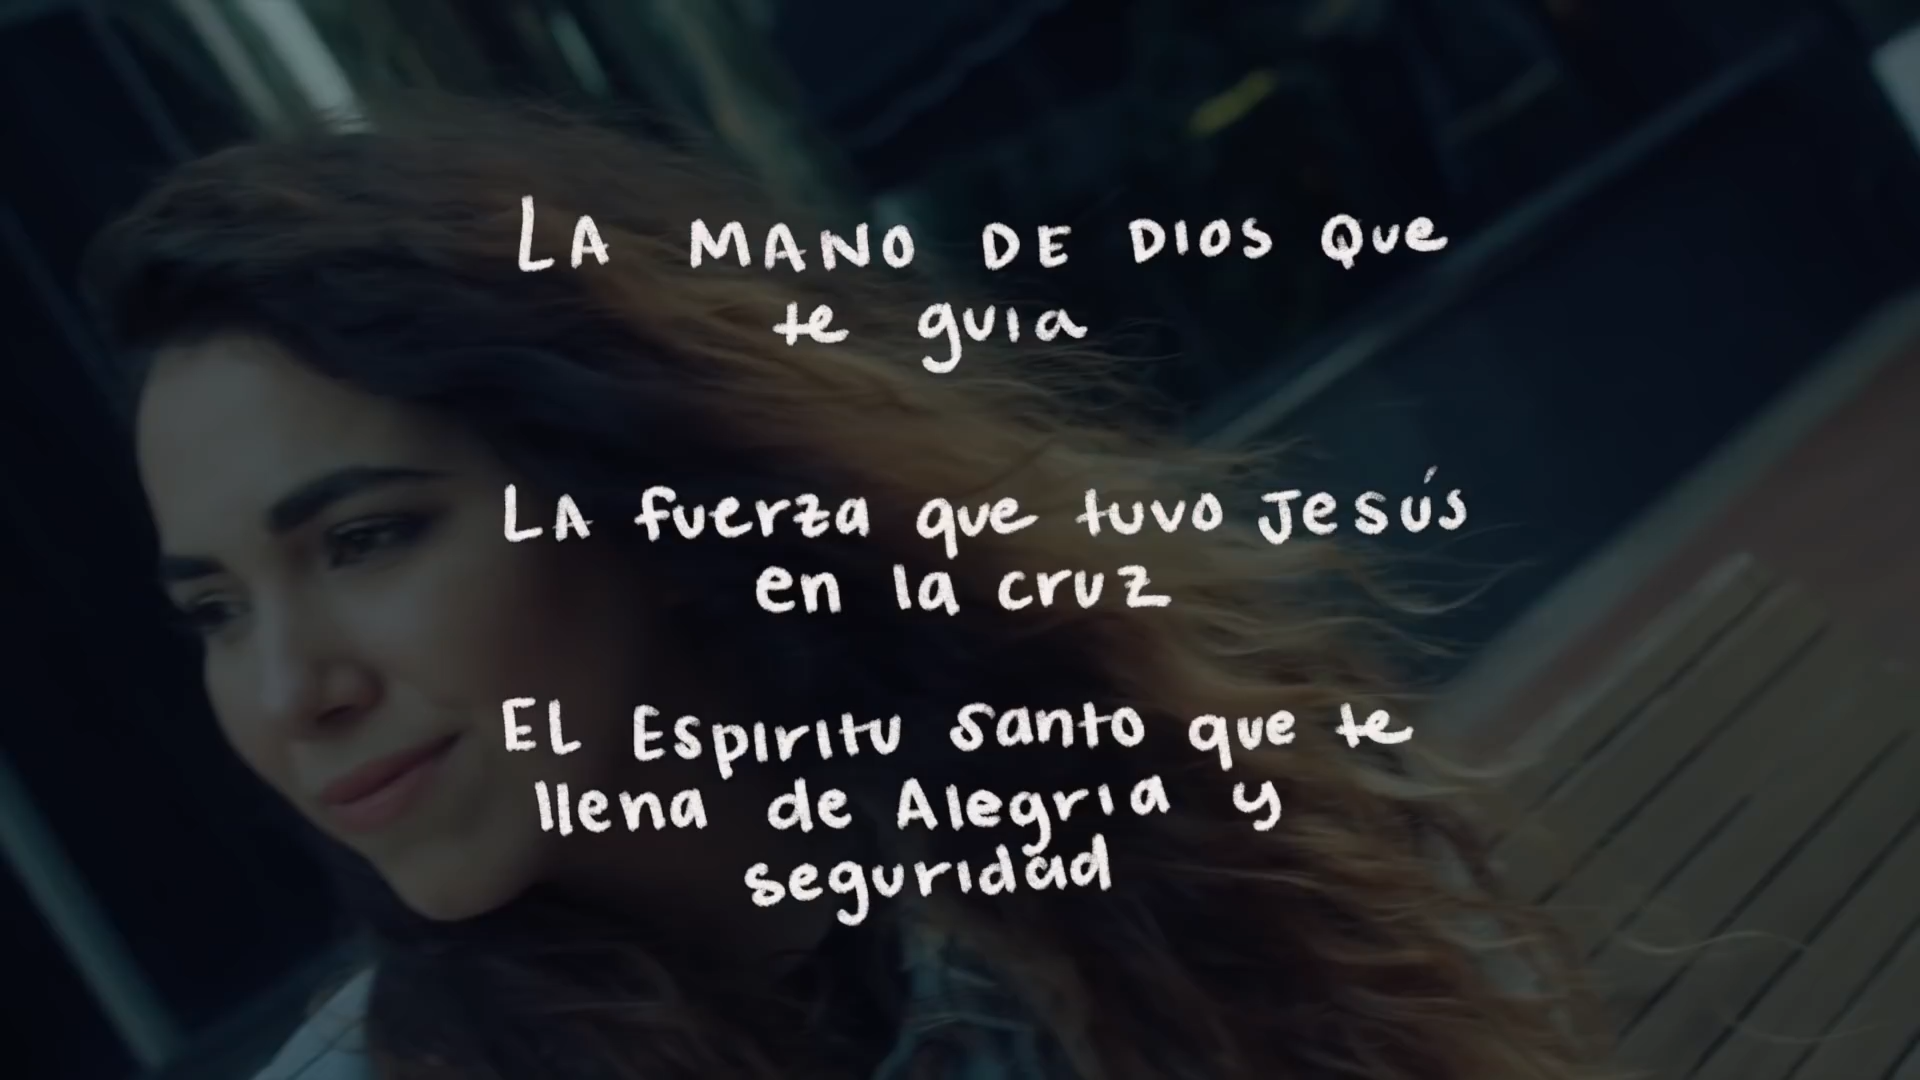 LA MANO DE DIOS Que
te guia
LA fuerza que tuvo Jesús
en la cruz
EL Espiritu Santo que te
llena de Alegria y
seguridad